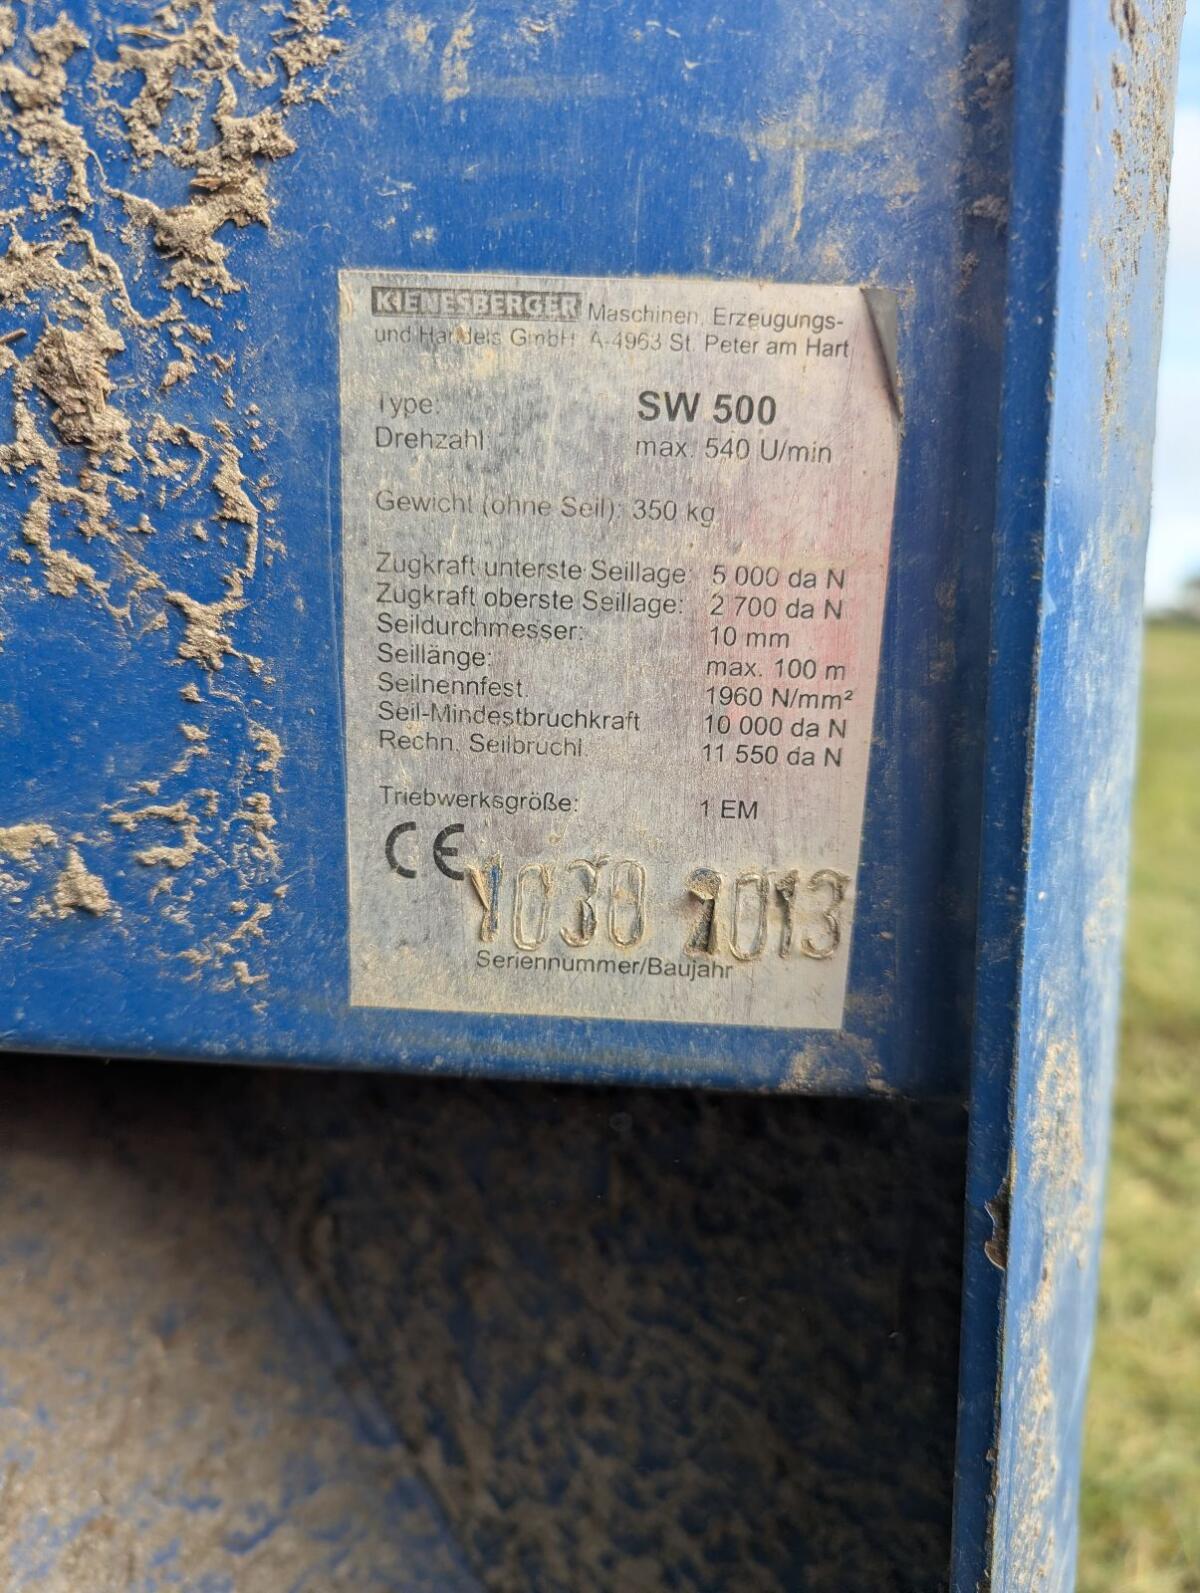 KIENESBERGER Maschinen, Erzeugungs-
und Handels GmbH A-4963 St. Peter am Hart
Type: SW 500
Drehzahl max. 540 U/min
Gewicht (ohne Seil): 350 kg
Zugkraft unterste Seillage: 5 000 da N
Zugkraft oberste Seillage: 2 700 da N
Seildurchmesser: 10 mm
Seillänge: max. 100 m
Seilnennfest. 1960 N/mm²
Seil-Mindestbruchkraft 10 000 da N
Rechn. Seilbruchl. 11 550 da N
Triebwerksgröße: 1 EM
CE 1030 2013
Seriennummer/Baujahr